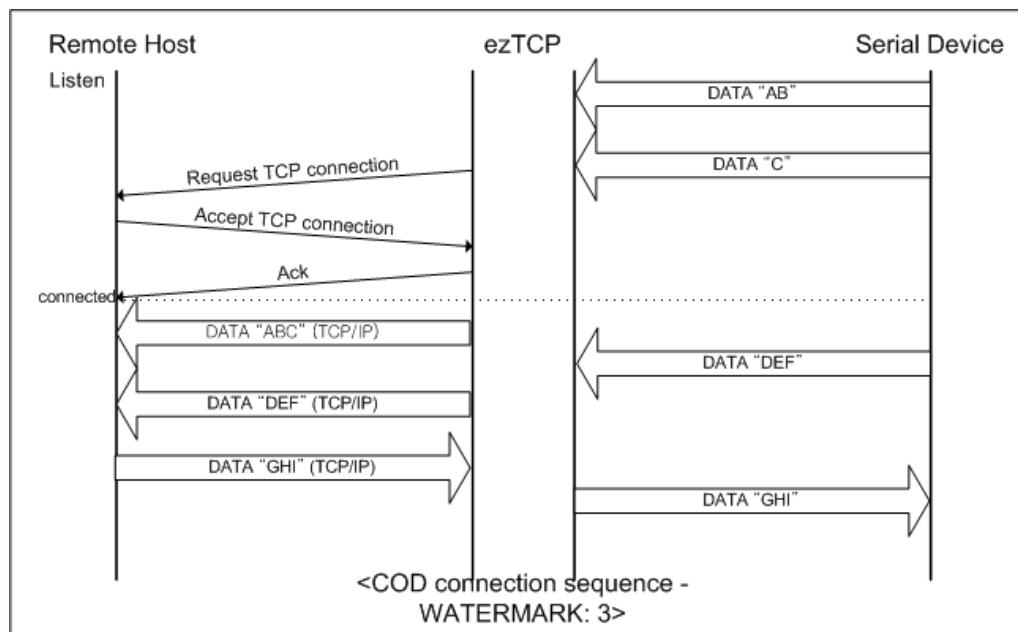 Remote Host
ezTCP
Serial Device
Listen
DATA “AB”
DATA “C”
Request TCP connection
Accept TCP connection
Ack
connected
DATA “ABC” (TCP/IP)
DATA “DEF”
DATA “DEF” (TCP/IP)
DATA “GHI” (TCP/IP)
DATA “GHI”
<COD connection sequence -
WATERMARK: 3>